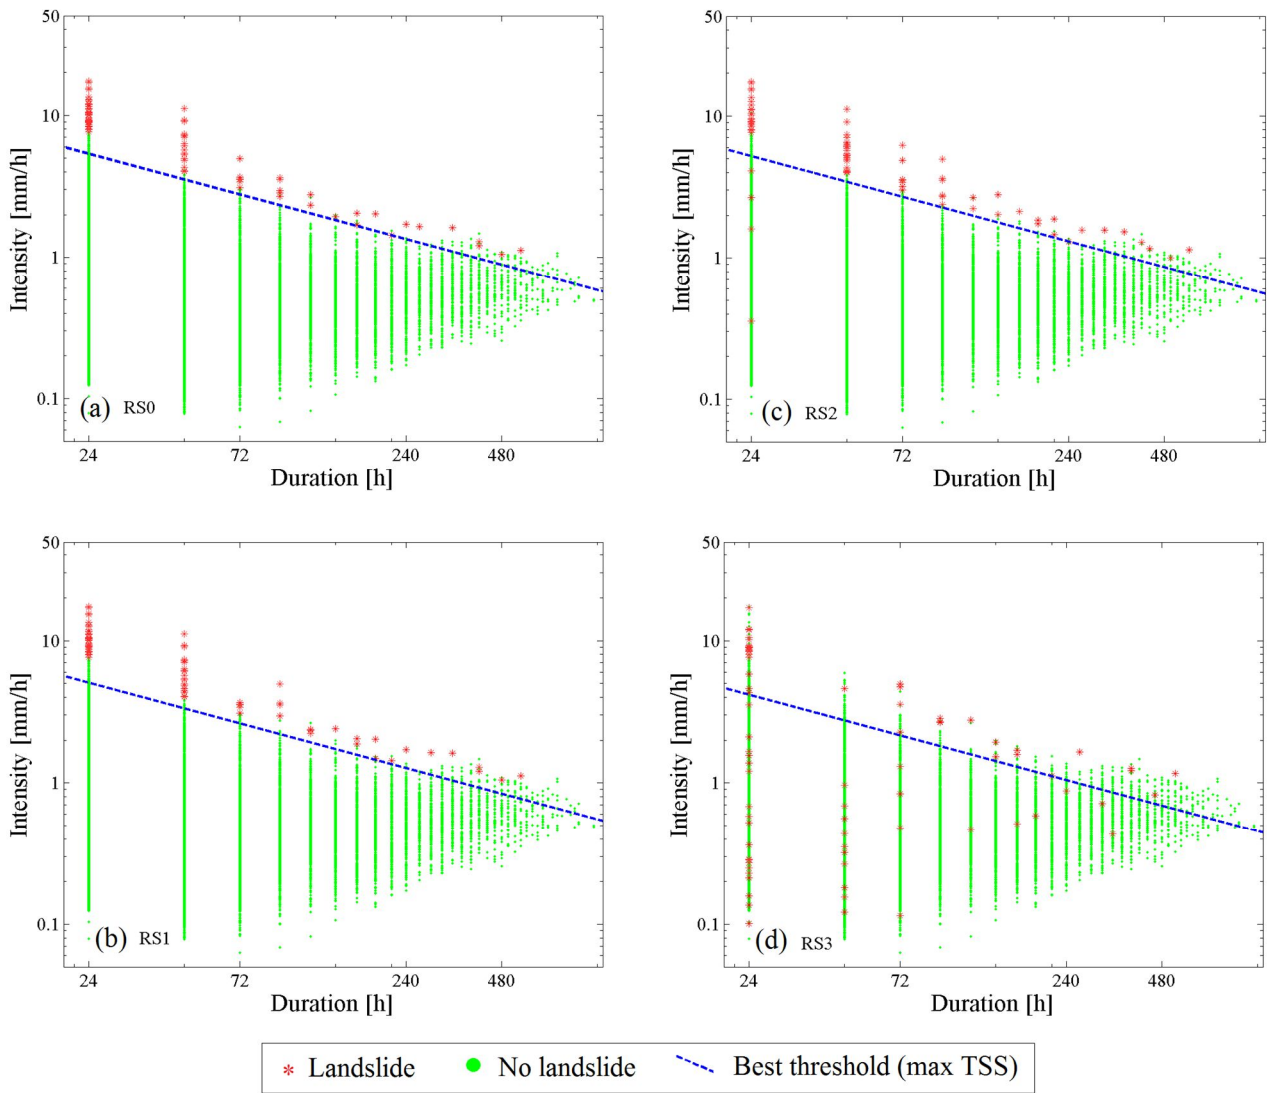 50
10
1
0.1
Intensity [mm/h]
(a) RS0
24 72 240 480
Duration [h]
50
10
1
0.1
Intensity [mm/h]
(c) RS2
24 72 240 480
Duration [h]
50
10
1
0.1
Intensity [mm/h]
(b) RS1
24 72 240 480
Duration [h]
50
10
1
0.1
Intensity [mm/h]
(d) RS3
24 72 240 480
Duration [h]
Landslide No landslide Best threshold (max TSS)